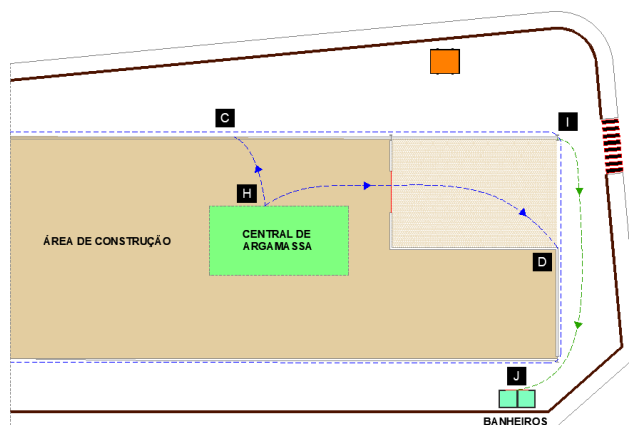 C
I
H
ÁREA DE CONSTRUÇÃO
CENTRAL DE
ARGAMASSA
D
J
BANHEIROS